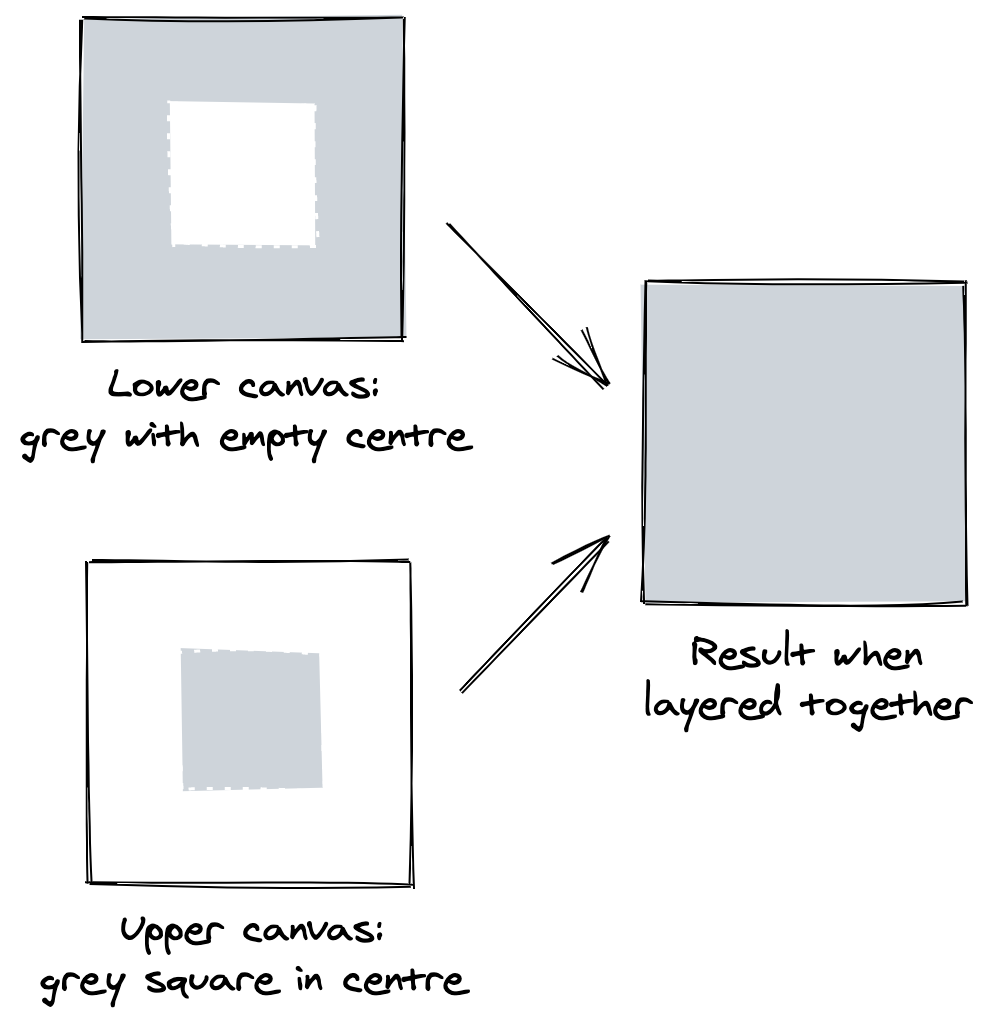 Lower canvas:
grey with empty centre
Upper canvas:
grey square in centre
Result when
layered together